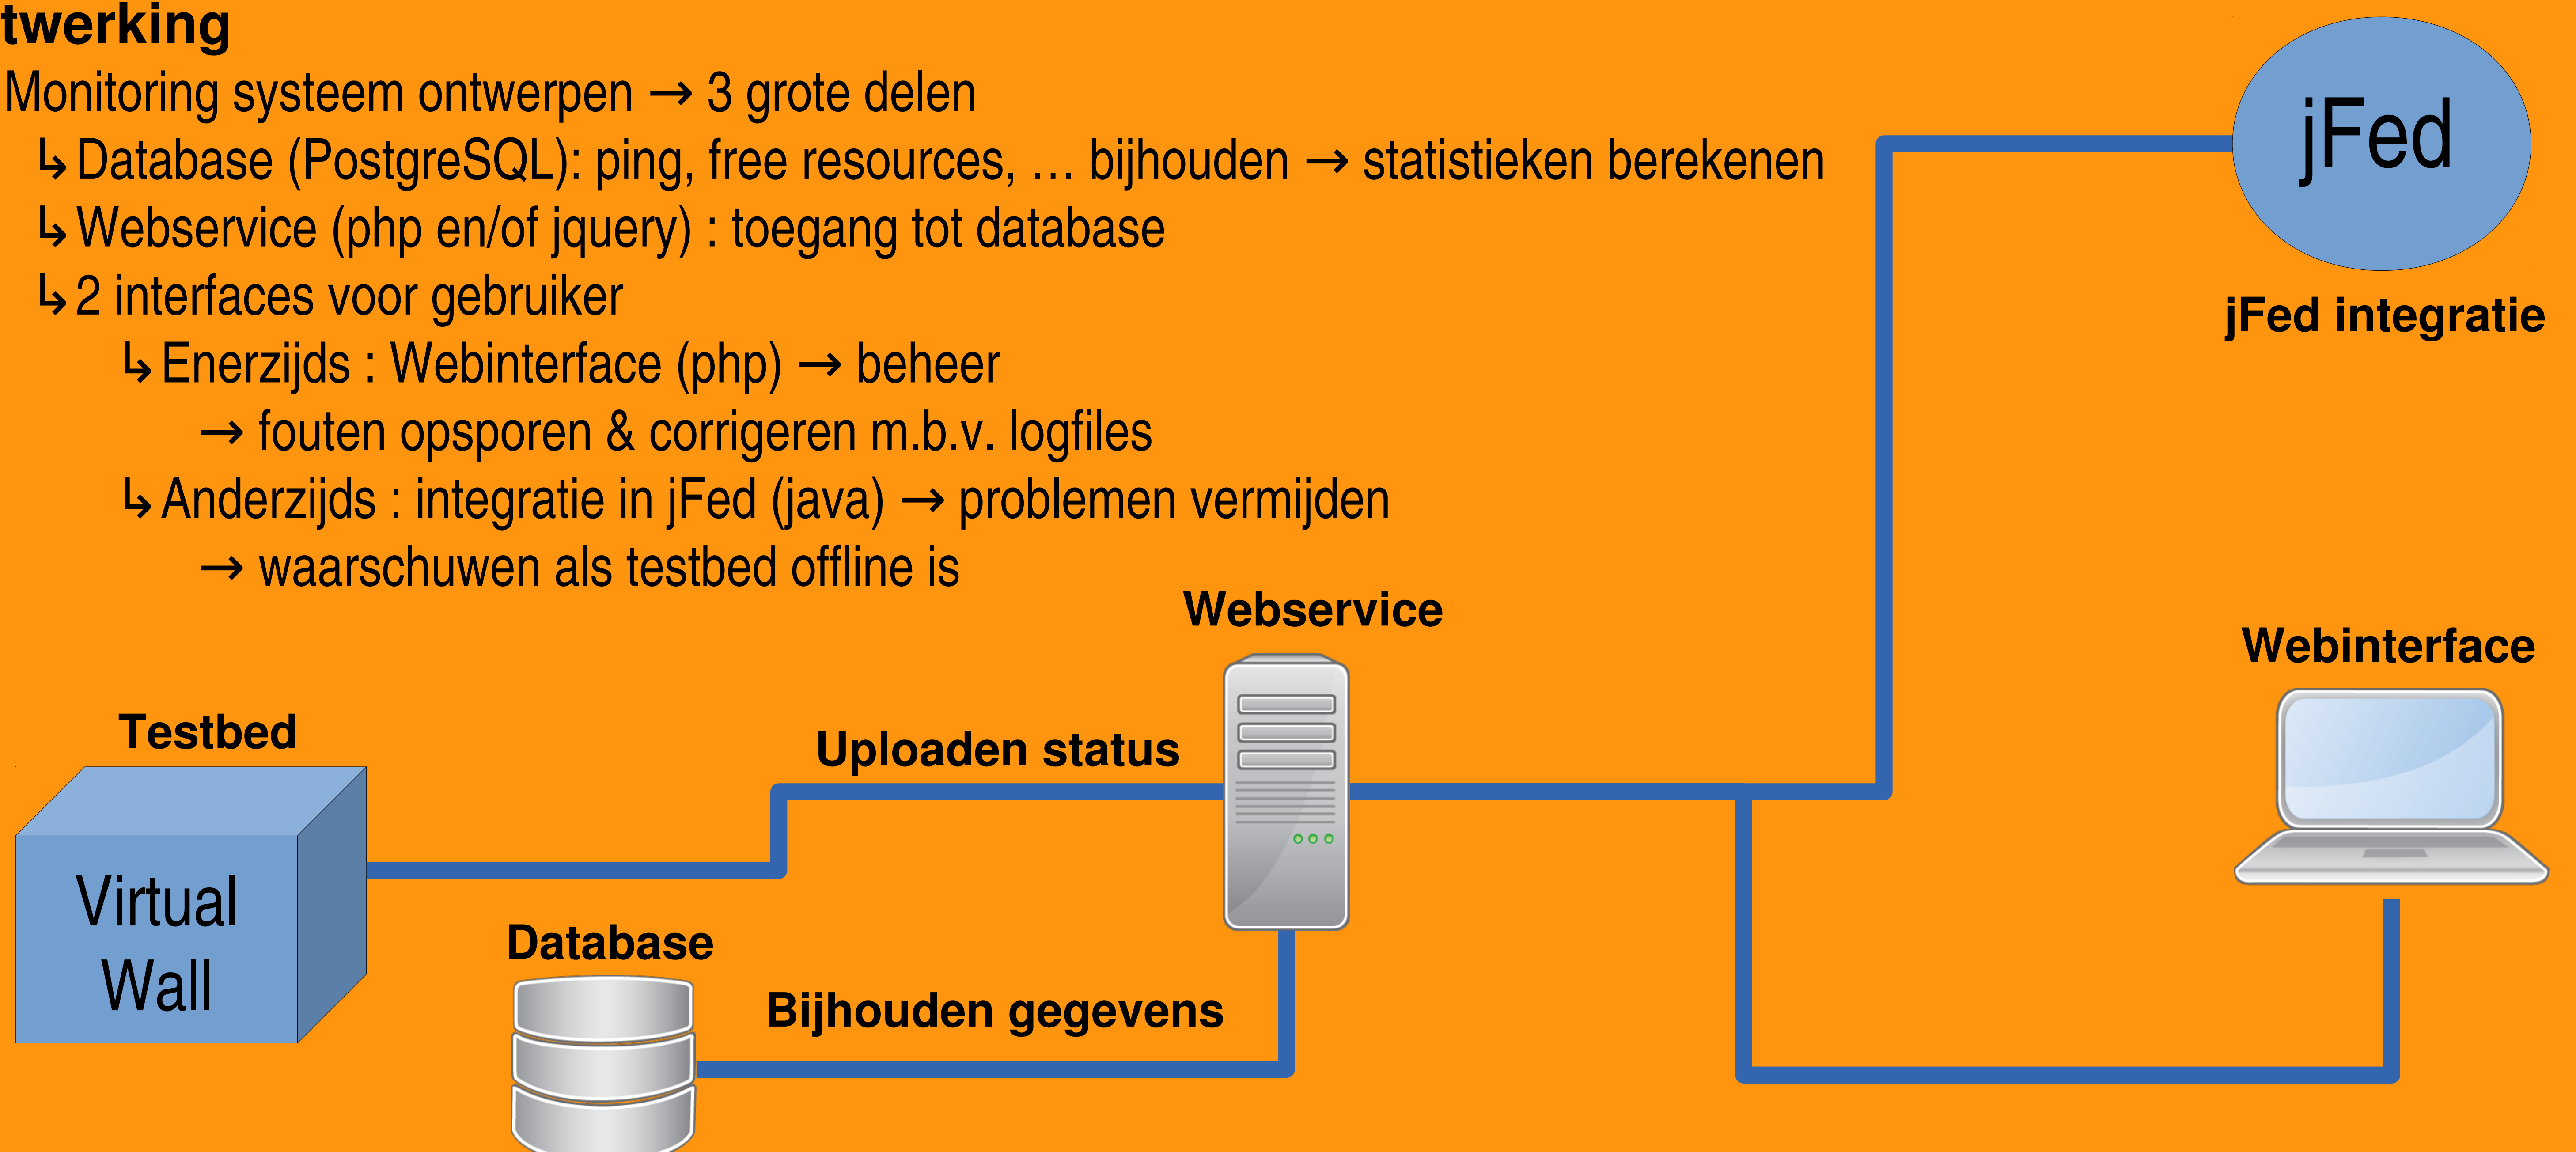 twerking
Monitoring systeem ontwerpen → 3 grote delen
↳Database (PostgreSQL): ping, free resources, … bijhouden → statistieken berekenen
↳Webservice (php en/of jquery) : toegang tot database
↳2 interfaces voor gebruiker
↳Enerzijds : Webinterface (php) → beheer
→ fouten opsporen & corrigeren m.b.v. logfiles
↳Anderzijds : integratie in jFed (java) → problemen vermijden
→ waarschuwen als testbed offline is
jFed
jFed integratie
Webservice
Webinterface
Testbed
Uploaden status
Virtual
Wall
Database
Bijhouden gegevens